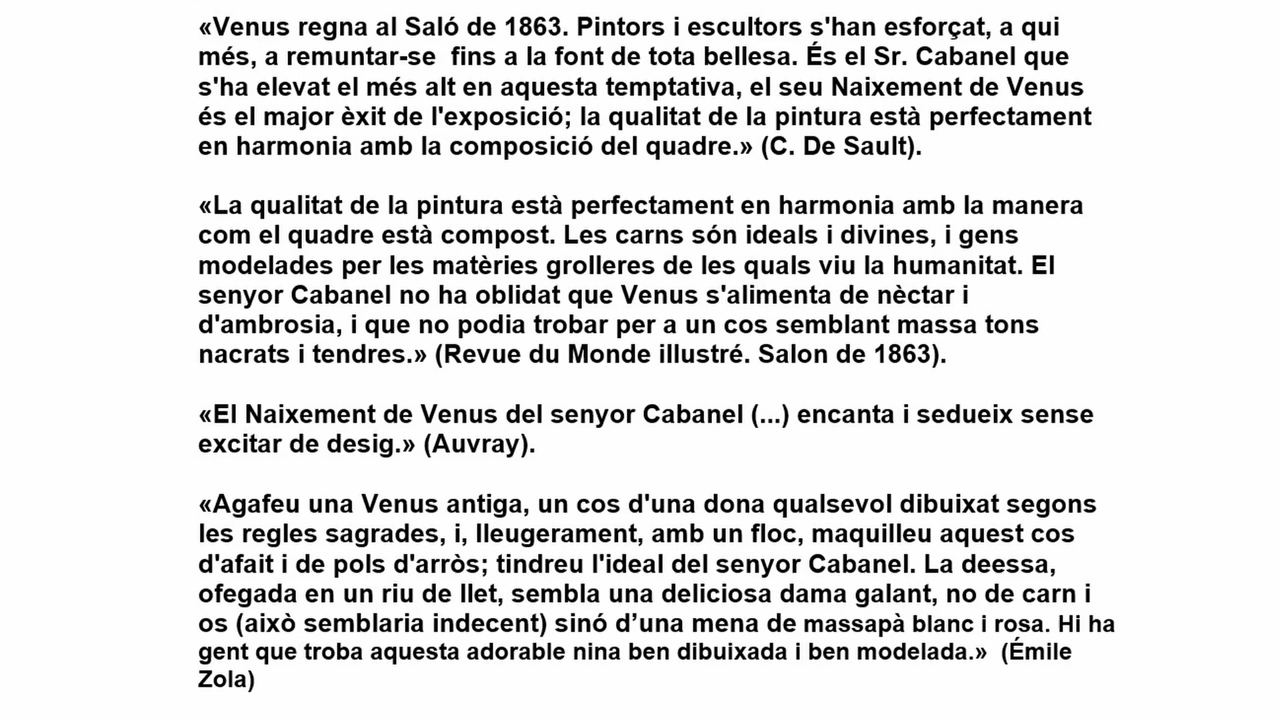 «Venus regna al Saló de 1863. Pintors i escultors s'han esforçat, a qui
més, a remuntar-se  fins a la font de tota bellesa. És el Sr. Cabanel que
s'ha elevat el més alt en aquesta temptativa, el seu Naixement de Venus
és el major èxit de l'exposició; la qualitat de la pintura està perfectament
en harmonia amb la composició del quadre.» (C. De Sault).

«La qualitat de la pintura està perfectament en harmonia amb la manera
com el quadre està compost. Les carns són ideals i divines, i gens
modelades per les matèries grolleres de les quals viu la humanitat. El
senyor Cabanel no ha oblidat que Venus s'alimenta de nèctar i
d'ambrosia, i que no podia trobar per a un cos semblant massa tons
nacrats i tendres.» (Revue du Monde illustré. Salon de 1863).

«El Naixement de Venus del senyor Cabanel (...) encanta i sedueix sense
excitar de desig.» (Auvray).

«Agafeu una Venus antiga, un cos d'una dona qualsevol dibuixat segons
les regles sagrades, i, lleugerament, amb un floc, maquilleu aquest cos
d'afait i de pols d'arròs; tindreu l'ideal del senyor Cabanel. La deessa,
ofegada en un riu de llet, sembla una deliciosa dama galant, no de carn i
os (això semblaria indecent) sinó d’una mena de massapà blanc i rosa. Hi ha
gent que troba aquesta adorable nina ben dibuixada i ben modelada.»  (Émile
Zola)